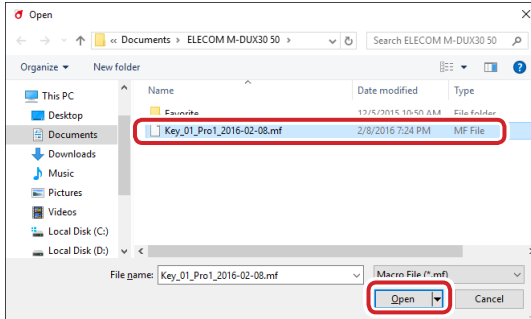 Open
« Documents > ELECOM M-DUX30 50 >
Search ELECOM M-DUX30 50
Organize
New folder
Name
Date modified
Type
This PC
Desktop
Documents
Downloads
Music
Pictures
Videos
Local Disk (C:)
Local Disk (D:)
Favorite
12/5/2015 10:50 AM
File folder
Key_01_Pro1_2016-02-08.mf
2/8/2016 7:24 PM
MF File
File name:
Key_01_Pro1_2016-02-08.mf
Macro File (*.mf)
Open
Cancel